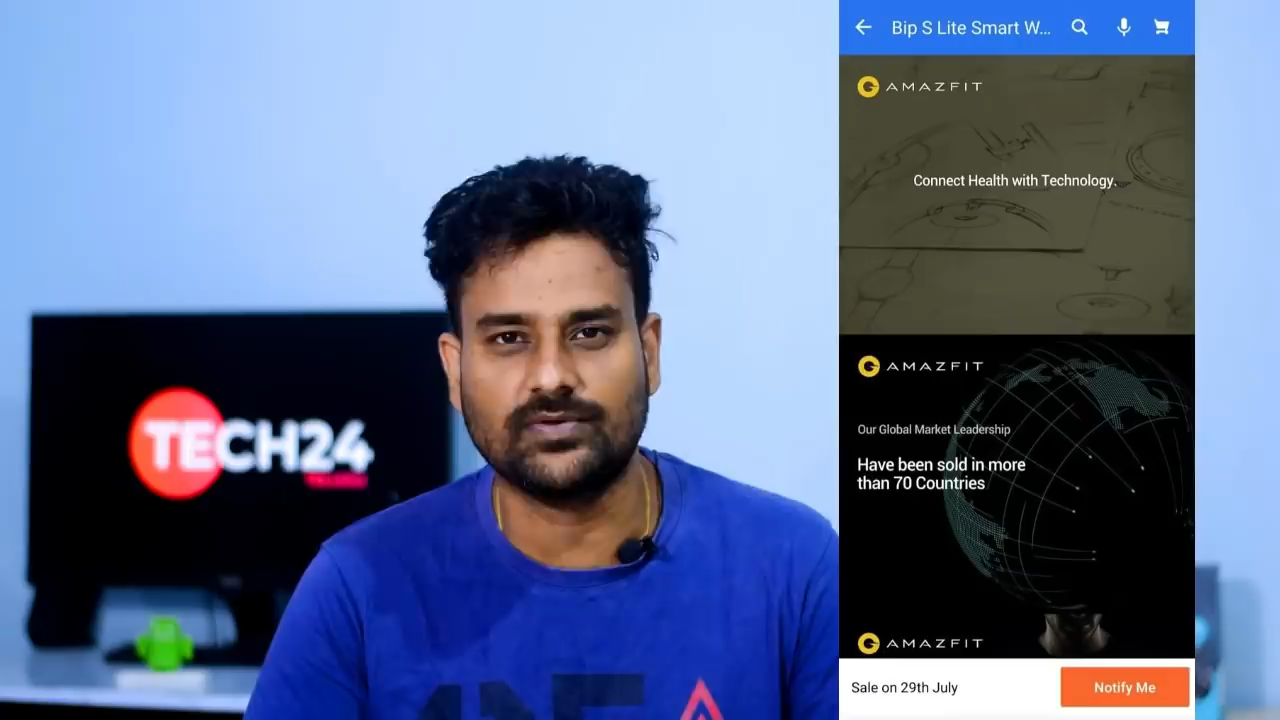 TECH24
Bip S Lite Smart W...
AMAZFIT
Connect Health with Technology.
AMAZFIT
Our Global Market Leadership
Have been sold in more
than 70 Countries
AMAZFIT
Sale on 29th July
Notify Me